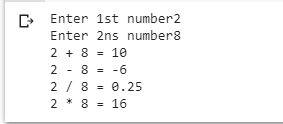 Enter 1st number2
Enter 2ns number8
2 + 8 = 10
2 - 8 = -6
2 / 8 = 0.25
2 * 8 = 16